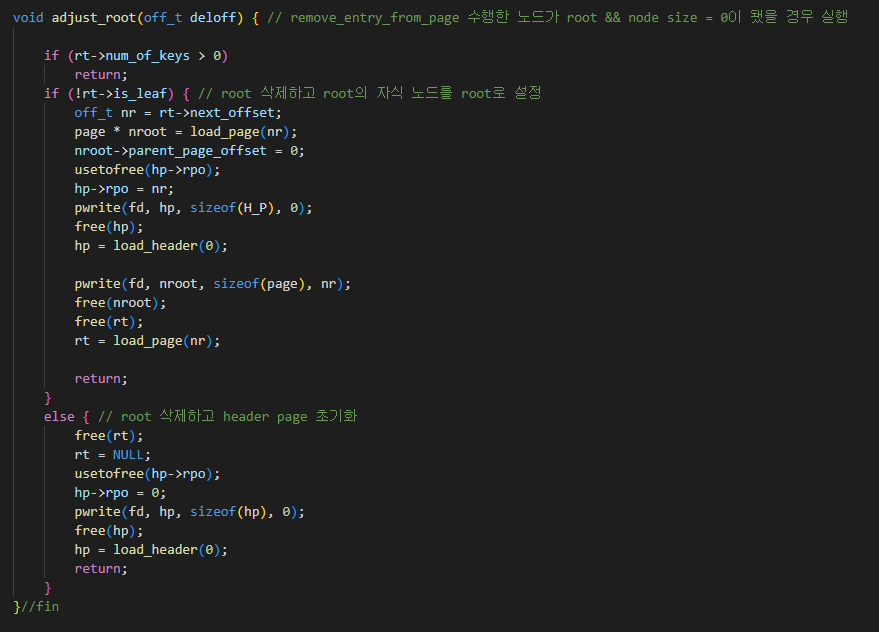 void adjust_root(off_t deloff) { // remove_entry_from_page 수행한 노드가 root && node size = 0이 됐을 경우 실행
if (rt->num_of_keys > 0)
return;
if (!rt->is_leaf) { // root 삭제하고 root의 자식 노드를 root로 설정
off_t nr = rt->next_offset;
page * nroot = load_page(nr);
nroot->parent_page_offset = 0;
usetofree(hp->rpo);
hp->rpo = nr;
pwrite(fd, hp, sizeof(H_P), 0);
free(hp);
hp = load_header(0);
pwrite(fd, nroot, sizeof(page), nr);
free(nroot);
free(rt);
rt = load_page(nr);
return;
}
else { // root 삭제하고 header page 초기화
free(rt);
rt = NULL;
usetofree(hp->rpo);
hp->rpo = 0;
pwrite(fd, hp, sizeof(hp), 0);
free(hp);
hp = load_header(0);
return;
}
}//fin